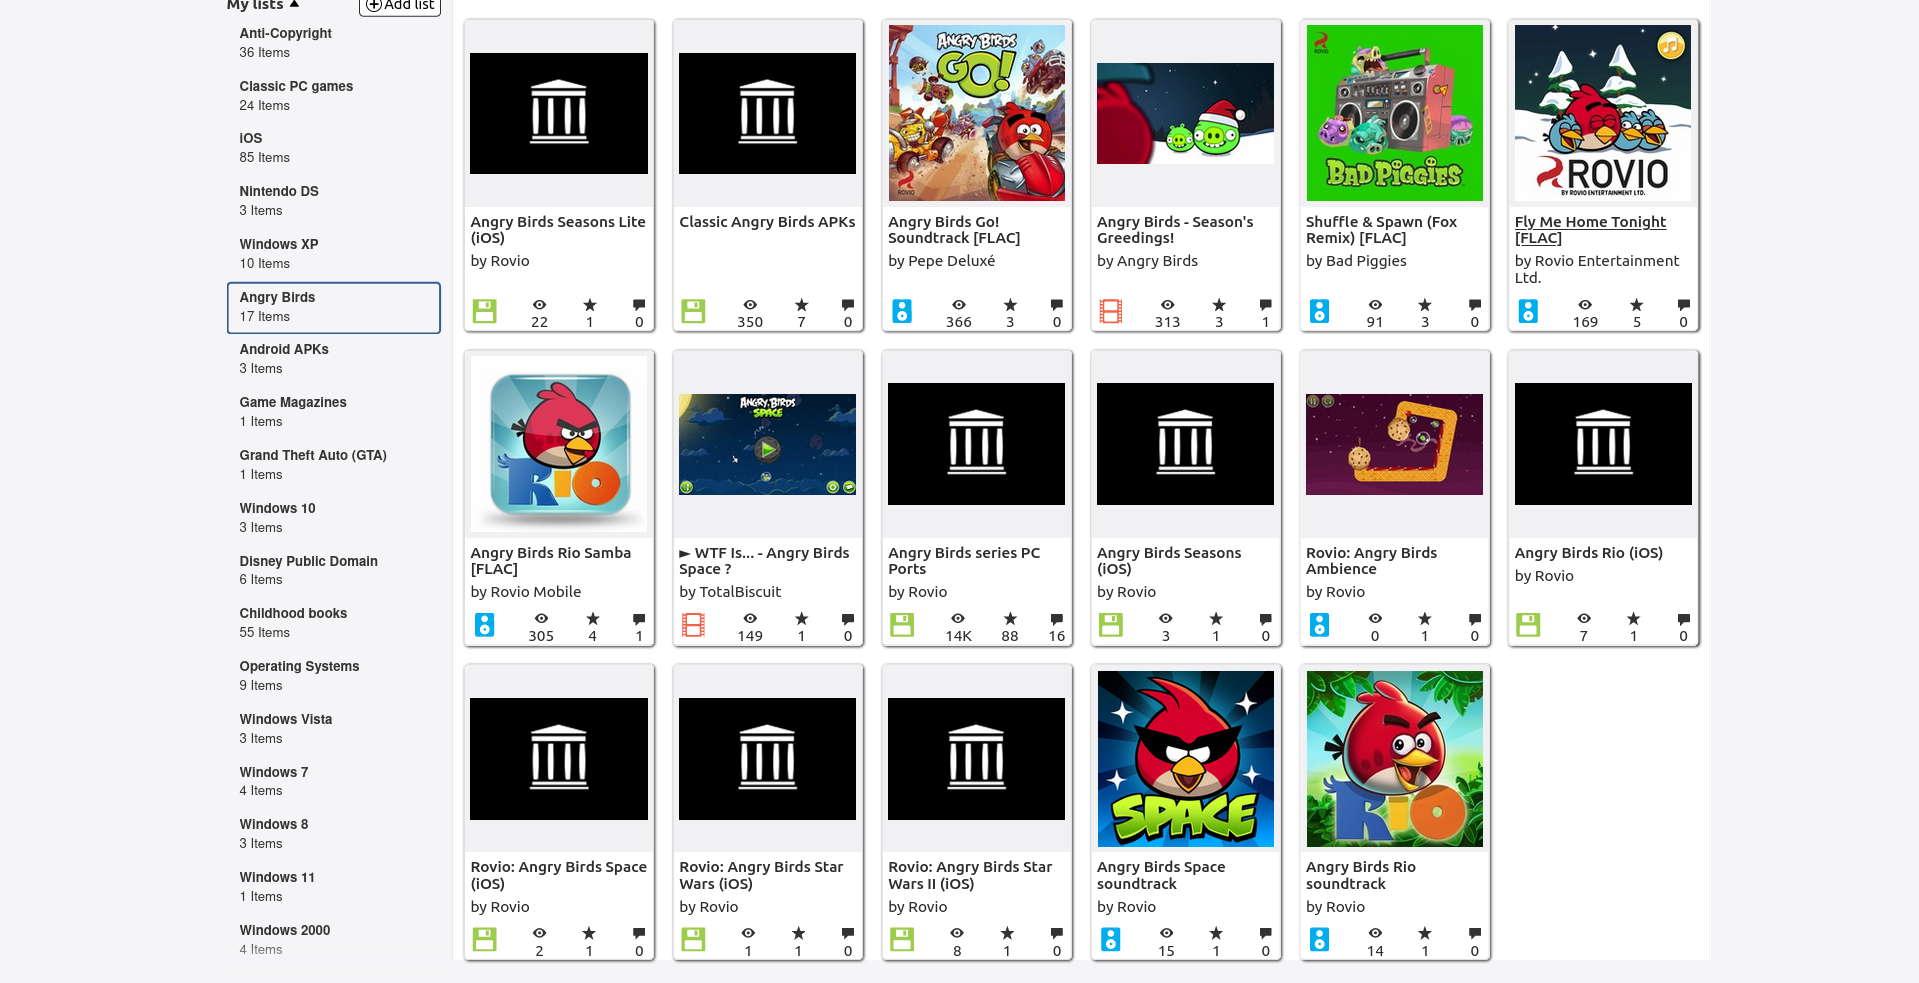 My lists ▲
Add list
Anti-Copyright
36 Items
Classic PC games
24 Items
iOS
85 Items
Nintendo DS
3 Items
Windows XP
10 Items
Angry Birds
17 Items
Android APKs
3 Items
Game Magazines
1 Items
Grand Theft Auto (GTA)
1 Items
Windows 10
3 Items
Disney Public Domain
6 Items
Childhood books
55 Items
Operating Systems
9 Items
Windows Vista
3 Items
Windows 7
4 Items
Windows 8
3 Items
Windows 11
1 Items
Windows 2000
4 Items
Angry Birds Seasons Lite
(iOS)
by Rovio
22 1 0
Classic Angry Birds APKs
350 7 0
ANGRY BIRDS
GO!
ROVIO
Angry Birds Go!
Soundtrack [FLAC]
by Pepe Deluxé
366 3 0
Angry Birds - Season's
Greedings!
by Angry Birds
313 3 1
ROVIO
BAD PIGGIES
Shuffle & Spawn (Fox
Remix) [FLAC]
by Bad Piggies
91 3 0
ROVIO
BY ROVIO ENTERTAINMENT LTD.
Fly Me Home Tonight
[FLAC]
by Rovio Entertainment
Ltd.
169 5 0
RIO
Angry Birds Rio Samba
[FLAC]
by Rovio Mobile
305 4 1
ANGRY BIRDS
SPACE
► WTF Is... - Angry Birds
Space ?
by TotalBiscuit
149 1 0
Angry Birds series PC
Ports
by Rovio
14K 88 16
Angry Birds Seasons
(iOS)
by Rovio
3 1 0
Rovio: Angry Birds
Ambience
by Rovio
0 1 0
Angry Birds Rio (iOS)
by Rovio
7 1 0
Rovio: Angry Birds Space
(iOS)
by Rovio
2 1 0
Rovio: Angry Birds Star
Wars (iOS)
by Rovio
1 1 0
Rovio: Angry Birds Star
Wars II (iOS)
by Rovio
8 1 0
SPACE
Angry Birds Space
soundtrack
by Rovio
15 1 0
RIO
Angry Birds Rio
soundtrack
by Rovio
14 1 0